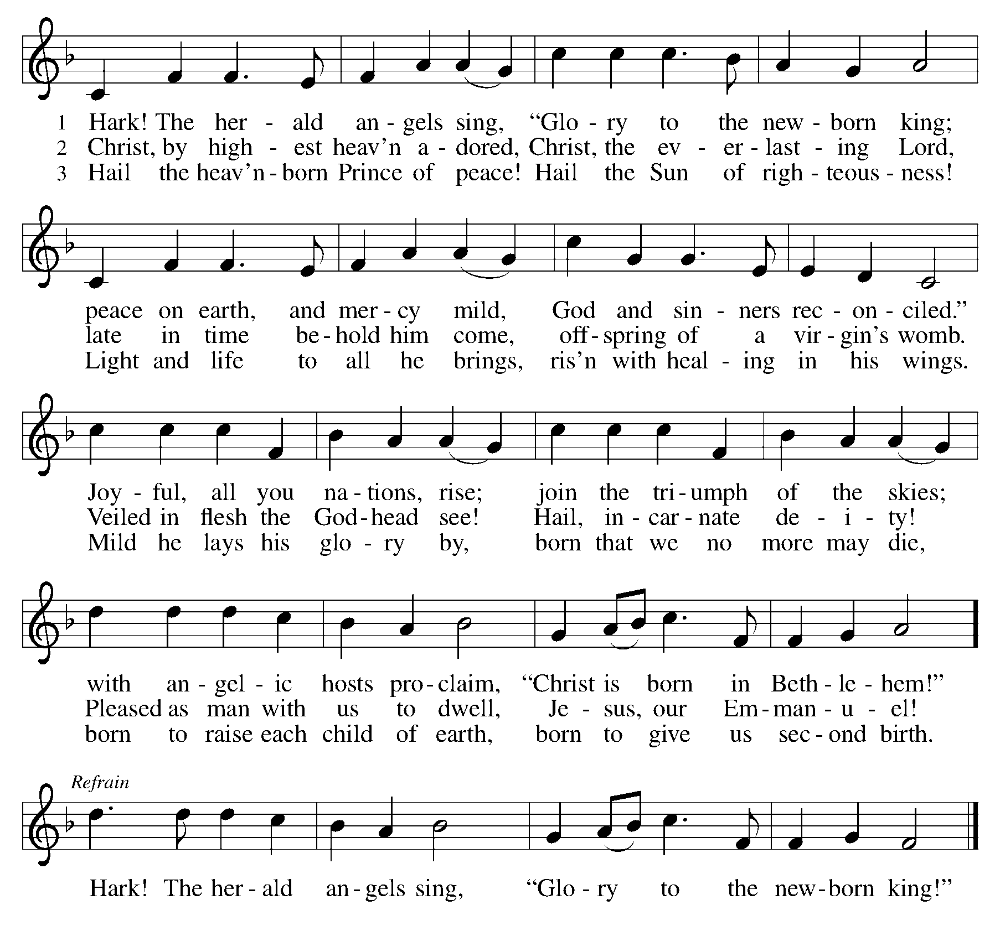 1 Hark! The her - ald an - gels sing, “Glo - ry to the new - born king;
2 Christ, by high - est heav’n a - dored, Christ, the ev - er - last - ing Lord,
3 Hail the heav’n - born Prince of peace! Hail the Sun of righ - teous - ness!
peace on earth, and mer - cy mild, God and sin - ners rec - on - ciled.”
late in time be - hold him come, off - spring of a vir - gin’s womb.
Light and life to all he brings, ris’n with heal - ing in his wings.
Joy - ful, all you na - tions, rise; join the tri - umph of the skies;
Veiled in flesh the God - head see! Hail, in - car - nate de - i - ty!
Mild he lays his glo - ry by, born that we no more may die,
with an - gel - ic hosts pro - claim, “Christ is born in Beth - le - hem!”
Pleased as man with us to dwell, Je - sus, our Em - man - u - el!
born to raise each child of earth, born to give us sec - ond birth.
Refrain
Hark! The her - ald an - gels sing, “Glo - ry to the new - born king!”